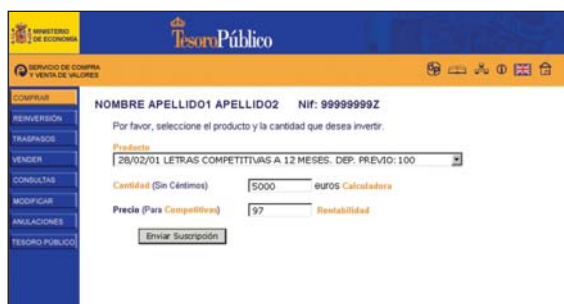 MINISTERIO
DE ECONOMÍA
TesoroPúblico
SERVICIO DE COMPRA
Y VENTA DE VALORES
COMPRAR
REINVERSIÓN
TRASPASOS
VENDER
CONSULTAS
MODIFICAR
ANULACIONES
TESORO PÚBLICO
NOMBRE APELLIDO1 APELLIDO2 Nif: 99999999Z
Por favor, seleccione el producto y la cantidad que desea invertir.
Producto
28/02/01 LETRAS COMPETITIVAS A 12 MESES. DEP. PREVIO: 100
Cantidad (Sin Céntimos) 5000 euros Calculadora
Precio (Para Competitivas) 97 Rentabilidad
Enviar Suscripción